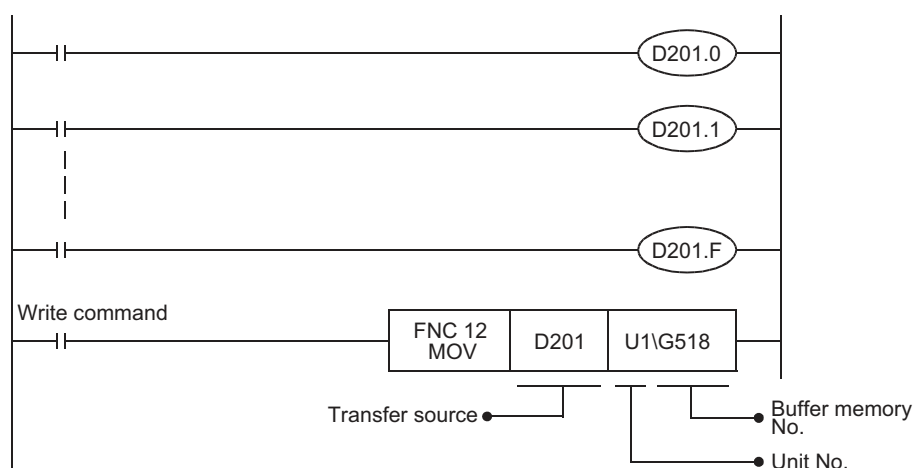 D201.0
D201.1
D201.F
Write command
FNC 12
MOV
D201
U1\G518
Transfer source
Buffer memory
No.
Unit No.